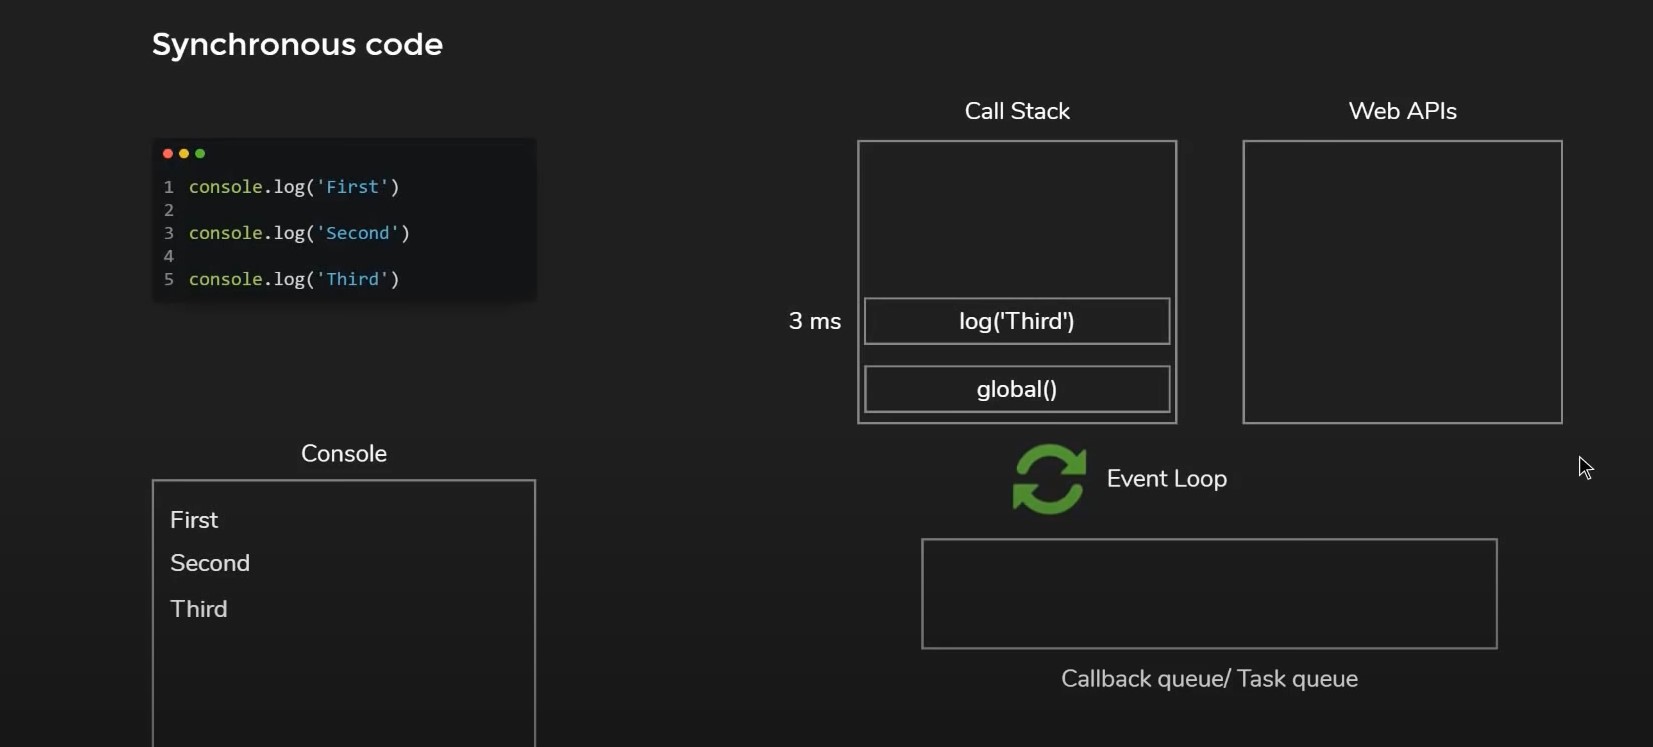 Synchronous code
1 console.log('First')
2
3 console.log('Second')
4
5 console.log('Third')
Console
First
Second
Third
Call Stack
3 ms
log('Third')
global()
Web APIs
Event Loop
Callback queue/ Task queue